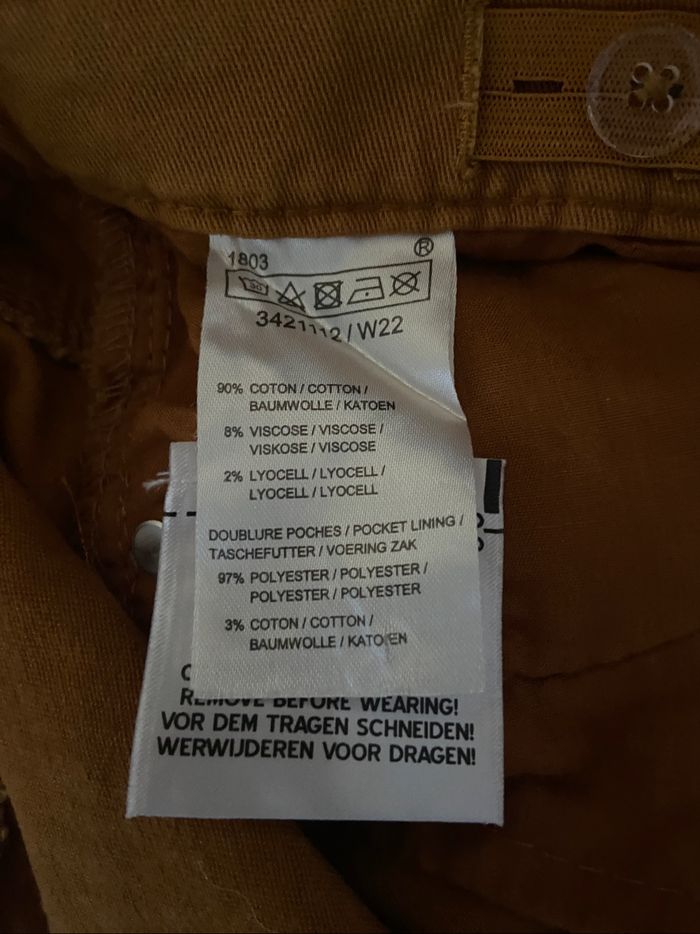 1803 ®
30
/ W22
90% COTON / COTTON /
BAUMWOLLE / KATOEN
8% VISCOSE / VISCOSE /
VISKOSE / VISCOSE
2% LYOCELL / LYOCELL /
LYOCELL / LYOCELL
DOUBLURE POCHES / POCKET LINING /
TASCHEFUTTER / VOERING ZAK
97% POLYESTER / POLYESTER /
POLYESTER / POLYESTER
3% COTON / COTTON /
BAUMWOLLE / KATOEN
REMOVE BEFORE WEARING!
VOR DEM TRAGEN SCHNEIDEN!
WERWIJDEREN VOOR DRAGEN!